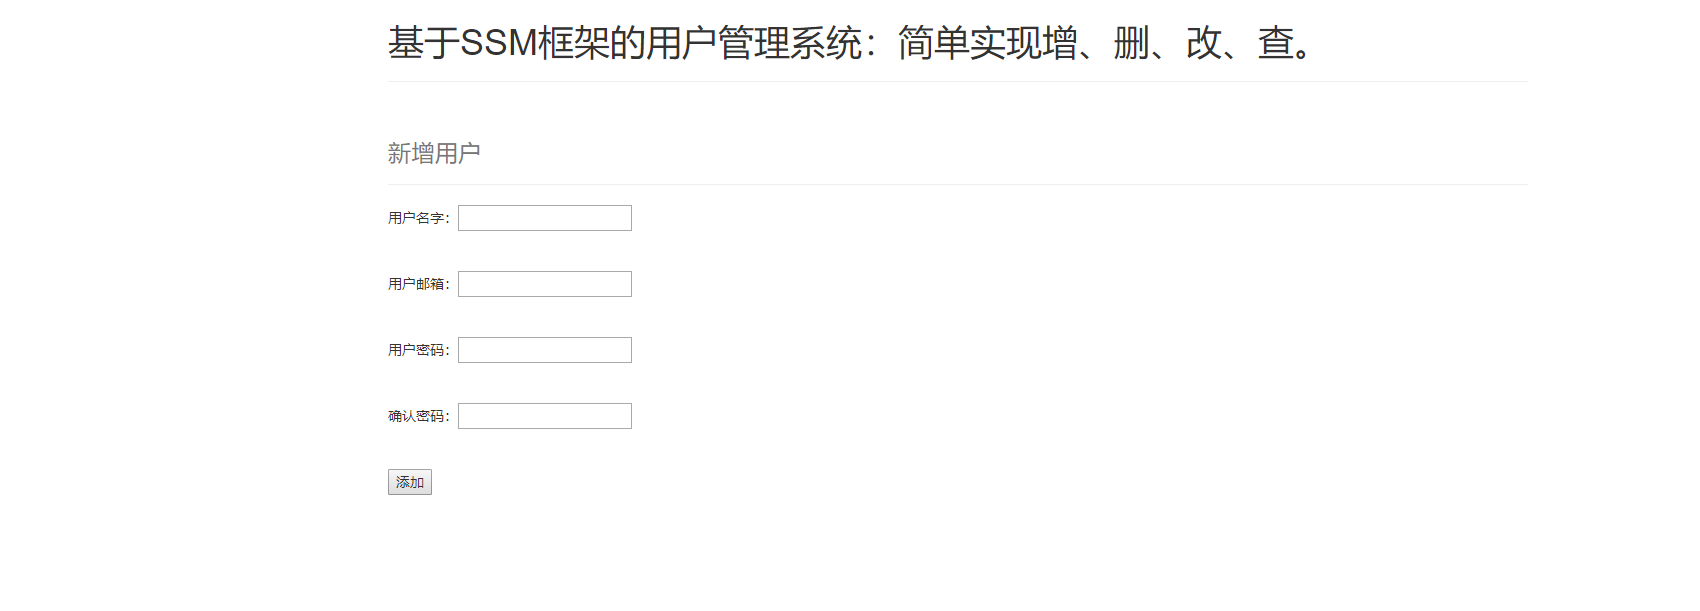 基于SSM框架的用户管理系统：简单实现增、删、改、查。
新增用户
用户名字：
用户邮箱：
用户密码：
确认密码：
添加